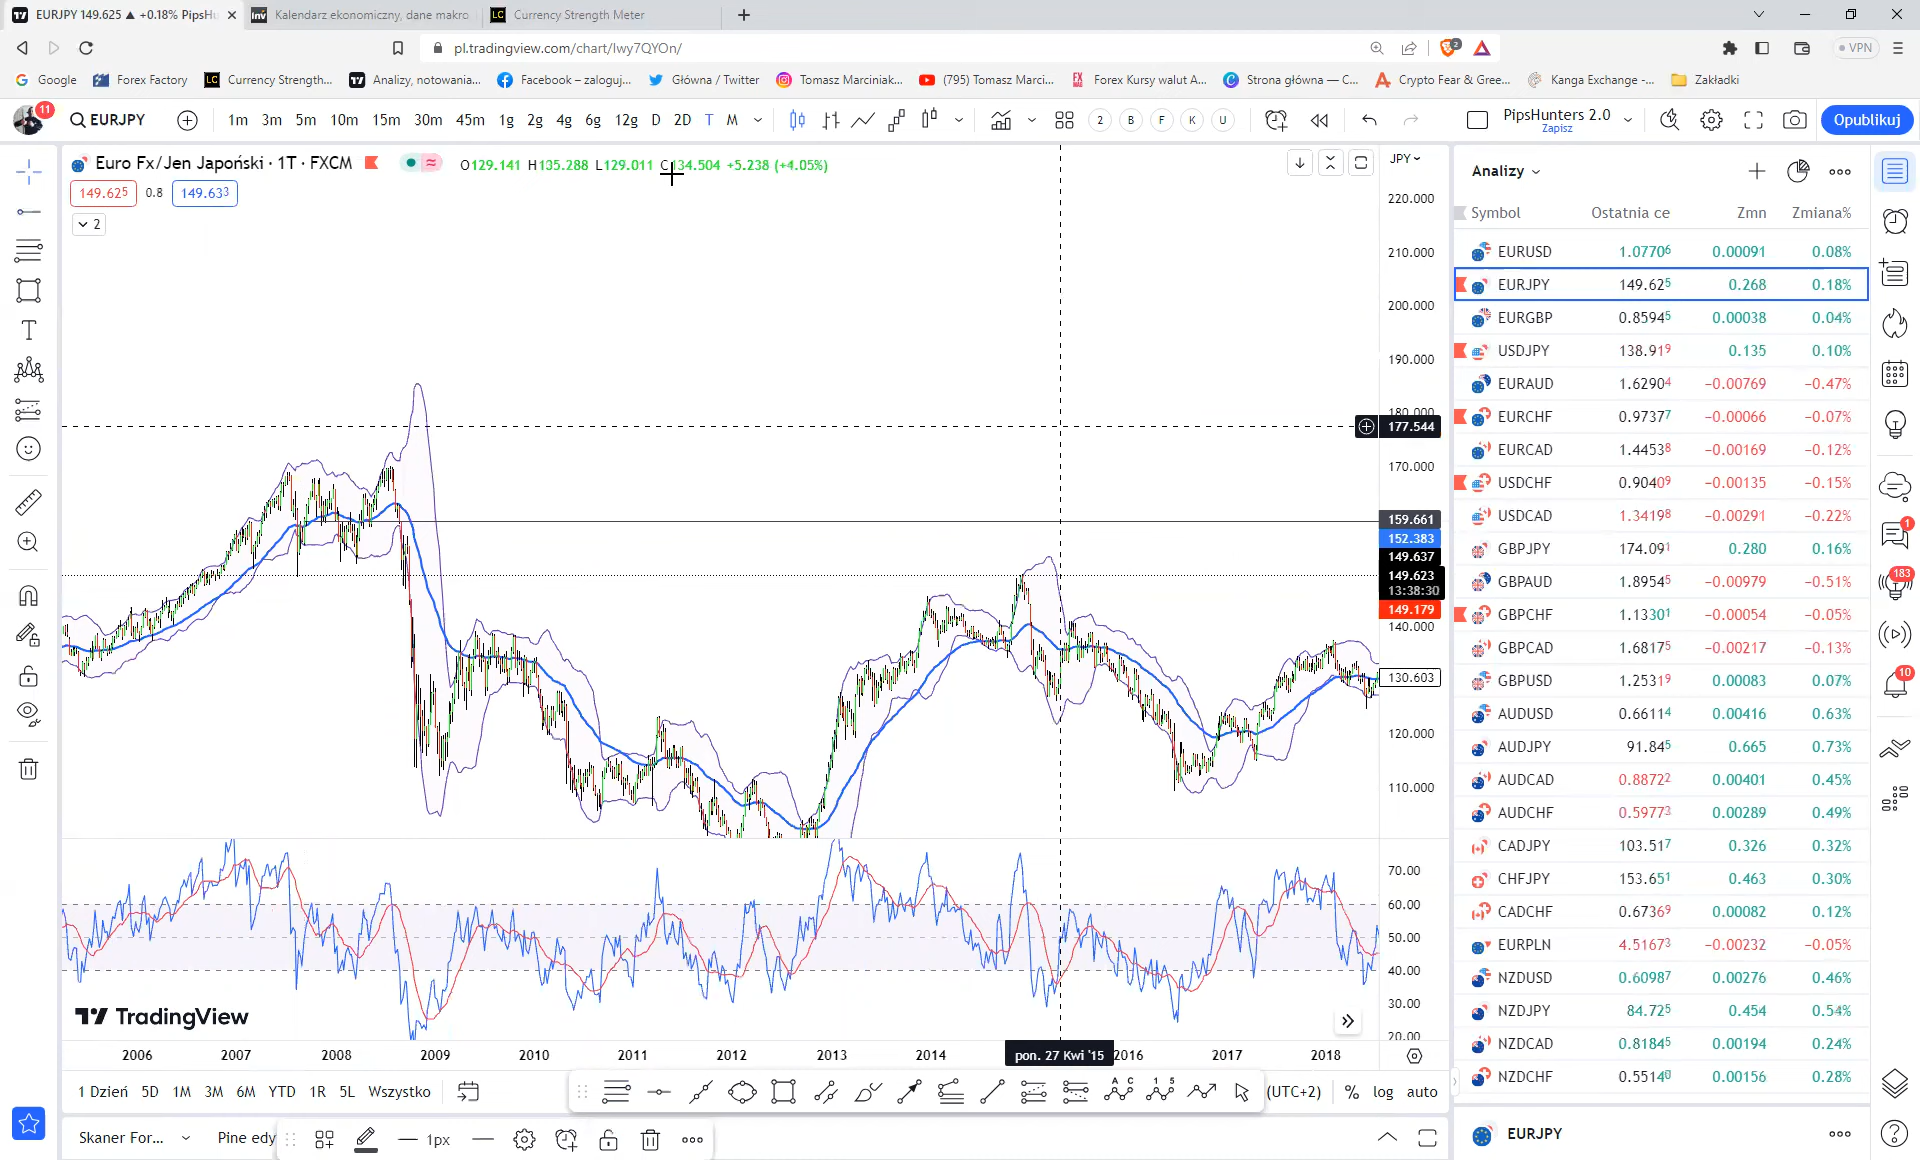 EURJPY 149.625 ▲ +0.18% PipsHu
Kalendarz ekonomiczny, dane makro
Currency Strength Meter
pl.tradingview.com/chart/lwy7QYOn/
2
VPN
Google
Forex Factory
Currency Strength...
Analizy, notowania...
Facebook – zaloguj...
Główna / Twitter
Tomasz Marciniak...
(795) Tomasz Marci...
Forex Kursy walut A...
Strona główna — C...
Crypto Fear & Gree...
Kanga Exchange -...
Zakładki
11
EURJPY
1m 3m 5m 10m 15m 30m 45m 1g 2g 4g 6g 12g D 2D T M
2 B F K U
PipsHunters 2.0
Zapisz
Opublikuj
Euro Fx/Jen Japoński · 1T · FXCM
O129.141 H135.288 L129.011 C134.504 +5.238 (+4.05%)
149.625 0.8 149.633
2
JPY
220.000
210.000
200.000
190.000
180.000
177.544
170.000
159.661
152.383
149.637
149.623
13:38:30
149.179
140.000
130.603
120.000
110.000
70.00
60.00
50.00
40.00
30.00
20.00
TradingView
2006 2007 2008 2009 2010 2011 2012 2013 2014 pon. 27 Kwi '15 2016 2017 2018
1 Dzień 5D 1M 3M 6M YTD 1R 5L Wszystko
(UTC+2) % log auto
Skaner For... Pine edy
1px
Analizy
Symbol Ostatnia ce Zmn Zmiana%
EURUSD 1.07706 0.00091 0.08%
EURJPY 149.625 0.268 0.18%
EURGBP 0.85945 0.00038 0.04%
USDJPY 138.919 0.135 0.10%
EURAUD 1.62904 −0.00769 −0.47%
EURCHF 0.97377 −0.00066 −0.07%
EURCAD 1.44538 −0.00169 −0.12%
USDCHF 0.90409 −0.00135 −0.15%
USDCAD 1.34198 −0.00291 −0.22%
GBPJPY 174.091 0.280 0.16%
GBPAUD 1.89545 −0.00979 −0.51%
GBPCHF 1.13301 −0.00054 −0.05%
GBPCAD 1.68175 −0.00217 −0.13%
GBPUSD 1.25319 0.00083 0.07%
AUDUSD 0.66114 0.00416 0.63%
AUDJPY 91.845 0.665 0.73%
AUDCAD 0.88722 0.00401 0.45%
AUDCHF 0.59773 0.00289 0.49%
CADJPY 103.517 0.326 0.32%
CHFJPY 153.651 0.463 0.30%
CADCHF 0.67369 0.00082 0.12%
EURPLN 4.51673 −0.00232 −0.05%
NZDUSD 0.60987 0.00276 0.46%
NZDJPY 84.725 0.454 0.54%
NZDCAD 0.81845 0.00194 0.24%
NZDCHF 0.55140 0.00156 0.28%
EURJPY
1
183
10